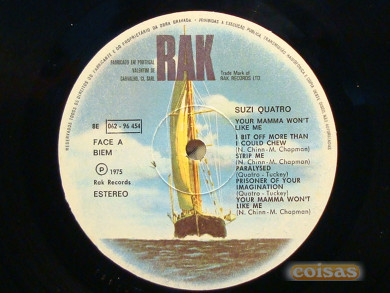 RAK
FABRICADO EM PORTUGAL
VALENTIM DE
CARVALHO CI. SARL
Trade Mark of
RAK RECORDS LTD.
8E 042 - 96 454
FACE A
BIEM
P 1975
Rak Records
ESTEREO
SUZI QUATRO
YOUR MAMMA WON'T
LIKE ME
I BIT OFF MORE THAN
I COULD CHEW
(N. Chinn-M. Chapman)
STRIP ME
(N. Chinn-M. Chapman)
PARALYSED
(Quatro - Tuckey)
PRISONER OF YOUR
IMAGINATION
(Quatro - Tuckey)
YOUR MAMMA WON'T
LIKE ME
(N. Chinn-M. Chapman)
coisas